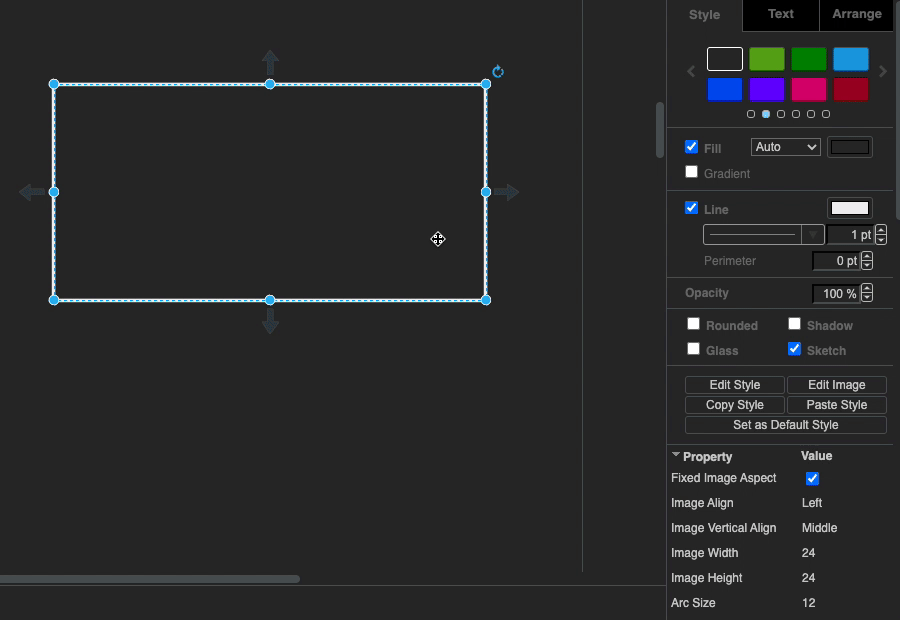 Style Text Arrange
Fill Auto
Gradient
Line
1 pt
Perimeter 0 pt
Opacity 100 %
Rounded Shadow
Glass Sketch
Edit Style Edit Image
Copy Style Paste Style
Set as Default Style
Property Value
Fixed Image Aspect
Image Align Left
Image Vertical Align Middle
Image Width 24
Image Height 24
Arc Size 12